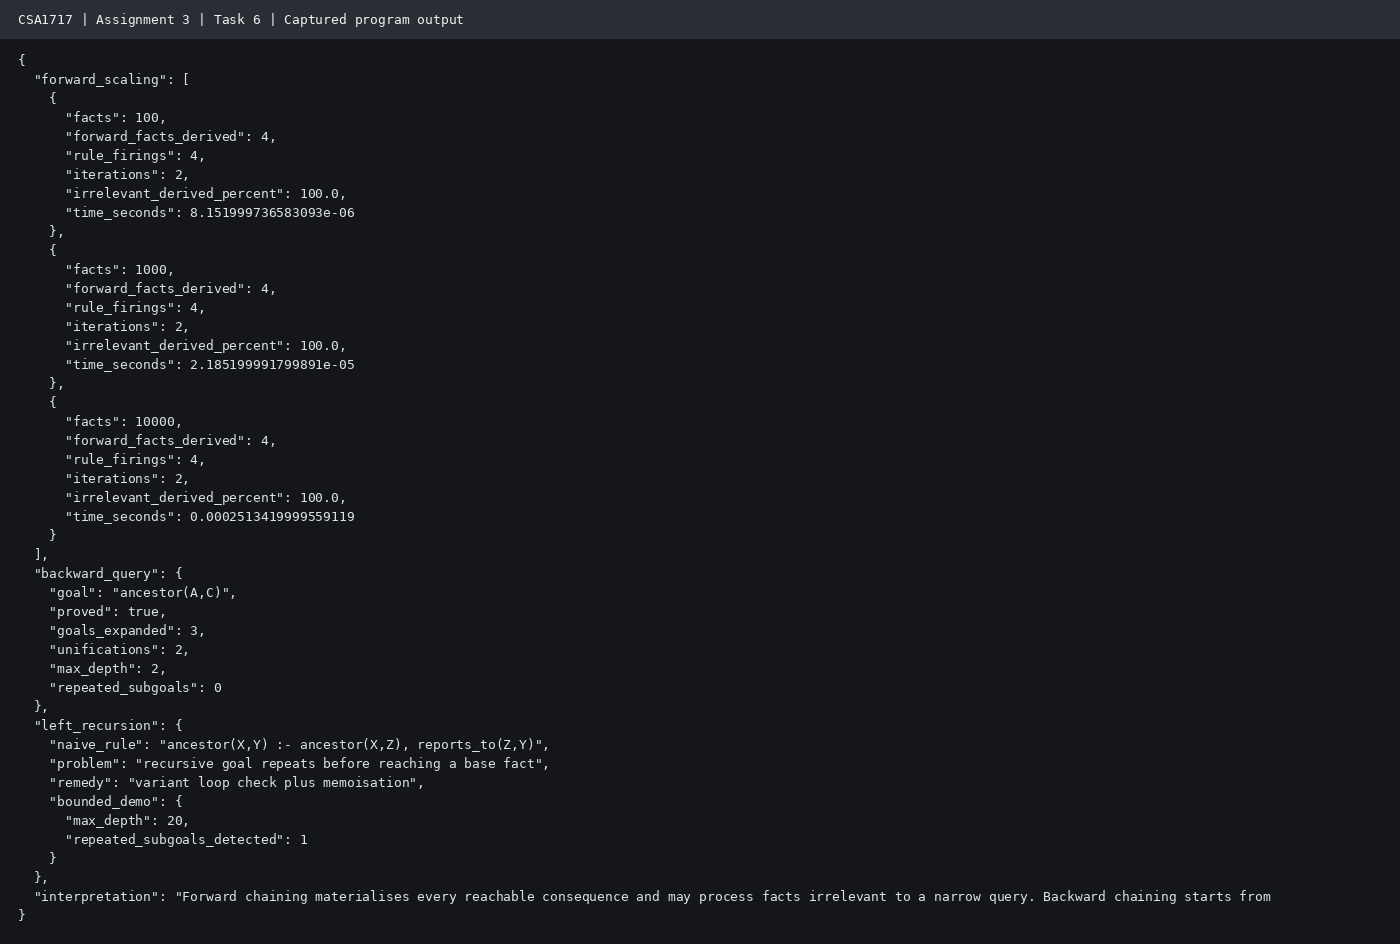 CSA1717 | Assignment 3 | Task 6 | Captured program output
{
  "forward_scaling": [
    {
      "facts": 100,
      "forward_facts_derived": 4,
      "rule_firings": 4,
      "iterations": 2,
      "irrelevant_derived_percent": 100.0,
      "time_seconds": 8.151999736583093e-06
    },
    {
      "facts": 1000,
      "forward_facts_derived": 4,
      "rule_firings": 4,
      "iterations": 2,
      "irrelevant_derived_percent": 100.0,
      "time_seconds": 2.185199991799891e-05
    },
    {
      "facts": 10000,
      "forward_facts_derived": 4,
      "rule_firings": 4,
      "iterations": 2,
      "irrelevant_derived_percent": 100.0,
      "time_seconds": 0.0002513419999559119
    }
  ],
  "backward_query": {
    "goal": "ancestor(A,C)",
    "proved": true,
    "goals_expanded": 3,
    "unifications": 2,
    "max_depth": 2,
    "repeated_subgoals": 0
  },
  "left_recursion": {
    "naive_rule": "ancestor(X,Y) :- ancestor(X,Z), reports_to(Z,Y)",
    "problem": "recursive goal repeats before reaching a base fact",
    "remedy": "variant loop check plus memoisation",
    "bounded_demo": {
      "max_depth": 20,
      "repeated_subgoals_detected": 1
    }
  },
  "interpretation": "Forward chaining materialises every reachable consequence and may process facts irrelevant to a narrow query. Backward chaining starts from
}